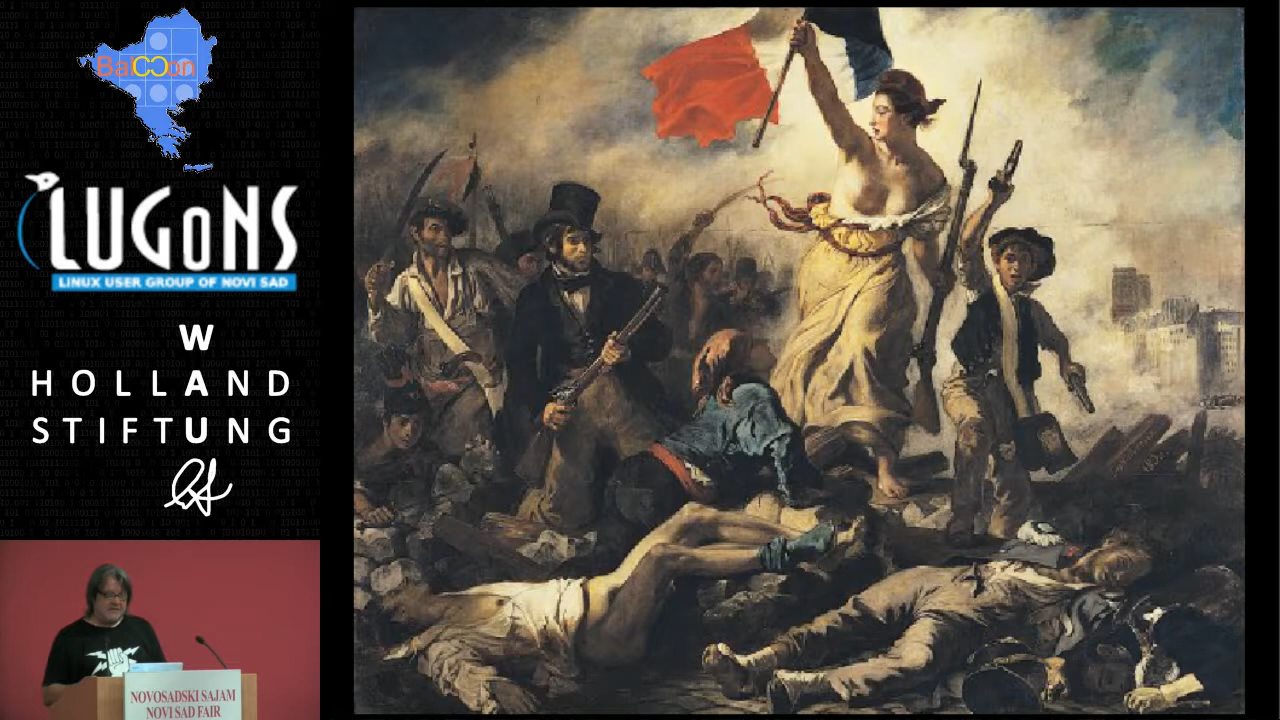 BalCCon
LUGoNS
LINUX USER GROUP OF NOVI SAD
W
HOLLAND
STIFTUNG
NOVOSADSKI SAJAM
NOVI SAD FAIR